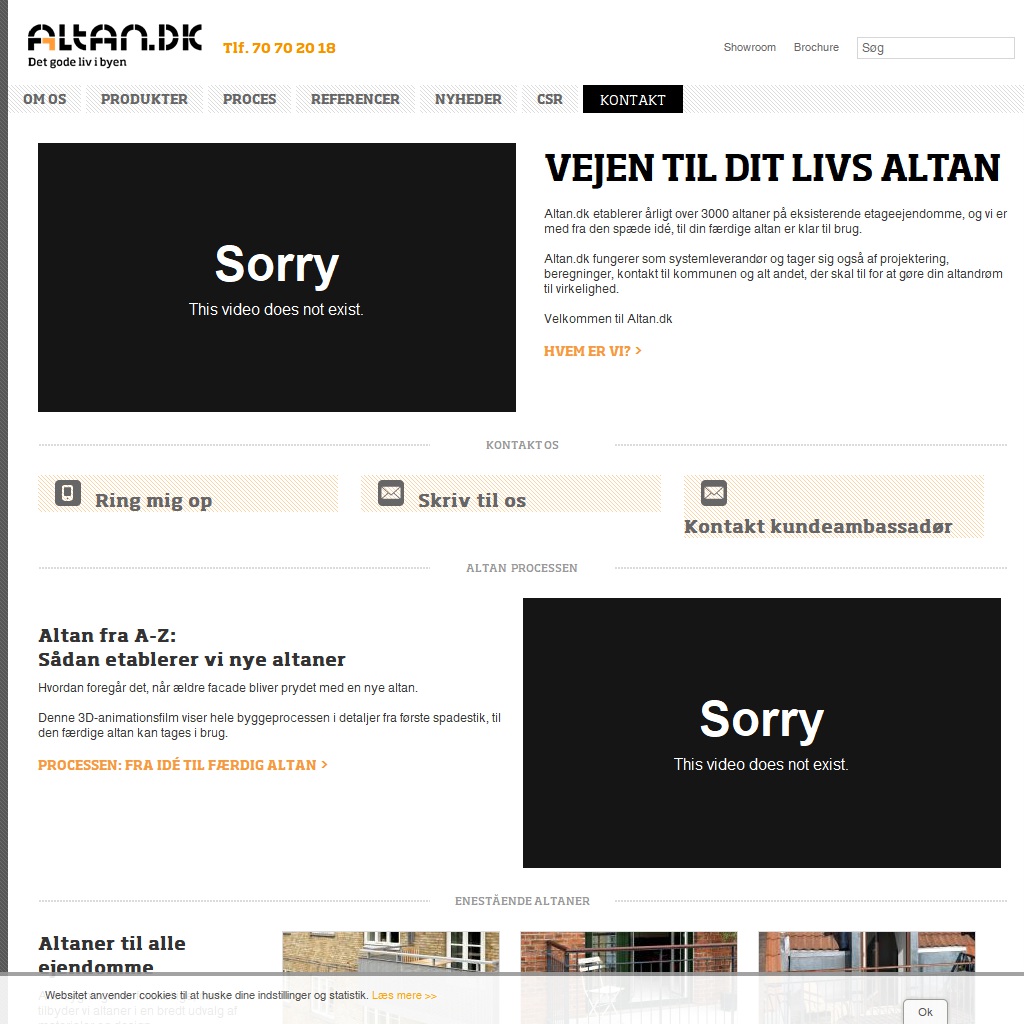 ALTAN.DK
Det gode liv i byen
Tlf. 70 70 20 18
Showroom
Brochure
Søg
OM OS
PRODUKTER
PROCES
REFERENCER
NYHEDER
CSR
KONTAKT
Sorry
This video does not exist.
VEJEN TIL DIT LIVS ALTAN
Altan.dk etablerer årligt over 3000 altaner på eksisterende etageejendomme, og vi er
med fra den spæde idé, til din færdige altan er klar til brug.
Altan.dk fungerer som systemleverandør og tager sig også af projektering,
beregninger, kontakt til kommunen og alt andet, der skal til for at gøre din altandrøm
til virkelighed.
Velkommen til Altan.dk
HVEM ER VI? >
KONTAKT OS
Ring mig op
Skriv til os
Kontakt kundeambassadør
ALTAN PROCESSEN
Altan fra A-Z:
Sådan etablerer vi nye altaner
Hvordan foregår det, når ældre facade bliver prydet med en nye altan.
Denne 3D-animationsfilm viser hele byggeprocessen i detaljer fra første spadestik, til
den færdige altan kan tages i brug.
PROCESSEN: FRA IDÉ TIL FÆRDIG ALTAN >
Sorry
This video does not exist.
ENESTÅENDE ALTANER
Altaner til alle
ejendomme
Websitet anvender cookies til at huske dine indstillinger og statistik. Læs mere >>
tilbyder vi altaner i en bredt udvalg af
Ok